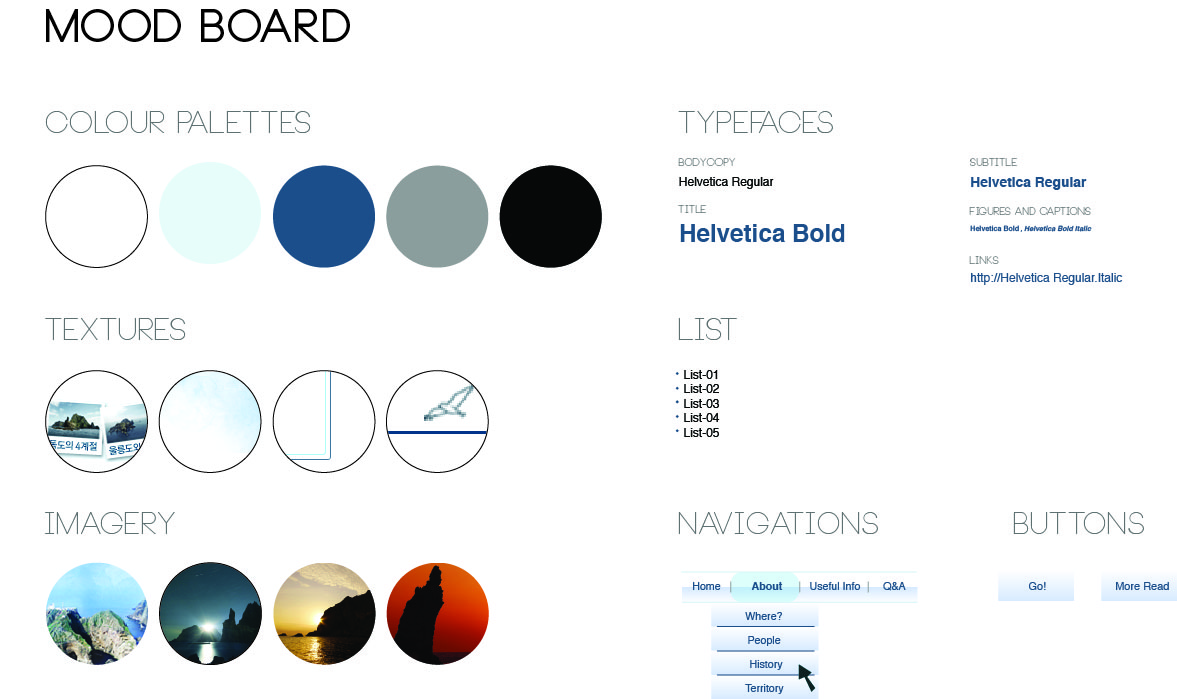 MOOD BOARD
COLOUR PALETTES
TYPEFACES
BODYCOPY
Helvetica Regular
TITLE
Helvetica Bold
SUBTITLE
Helvetica Regular
FIGURES AND CAPTIONS
Helvetica Bold , Helvetica Bold Italic
LINKS
http://Helvetica Regular.Italic
TEXTURES
독도의 4계절
울릉도와
LIST
• List-01
• List-02
• List-03
• List-04
• List-05
IMAGERY
NAVIGATIONS
Home | About | Useful Info | Q&A
Where?
People
History
Territory
BUTTONS
Go!
More Read